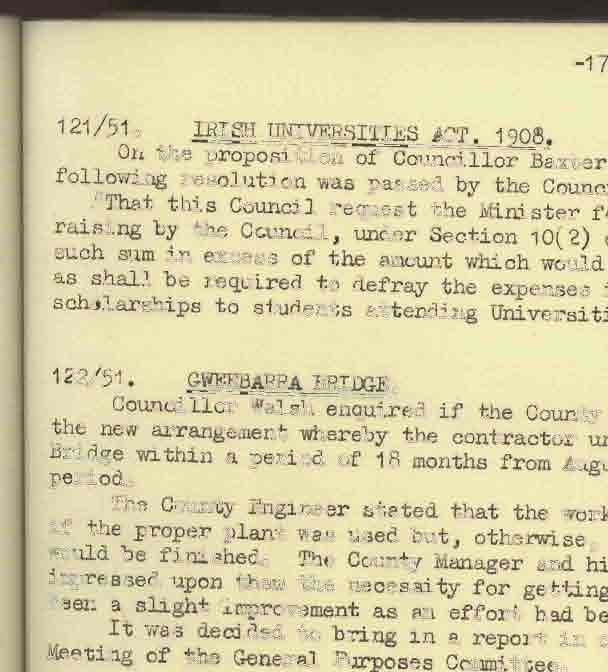 -17
121/51. IRISH UNIVERSITIES ACT. 1908.
On the proposition of Councillor Baxter
following resolution was passed by the Counc
"That this Council request the Minister f
raising by the Council, under Section 10(2) o
such sum in excess of the amount which would
as shall be required to defray the expenses i
scholarships to students attending Universiti
122/51. GWEEBARRA BRIDGE.
Councillor Walsh enquired if the County
the new arrangement whereby the contractor un
Bridge within a period of 18 months from Augu
period.
The County Engineer stated that the work
if the proper plant was used but, otherwise,
would be finished. The County Manager and hi
impressed upon them the necessity for getting
been a slight improvement as an effort had be
It was decided to bring in a report in
Meeting of the General Purposes Committee.